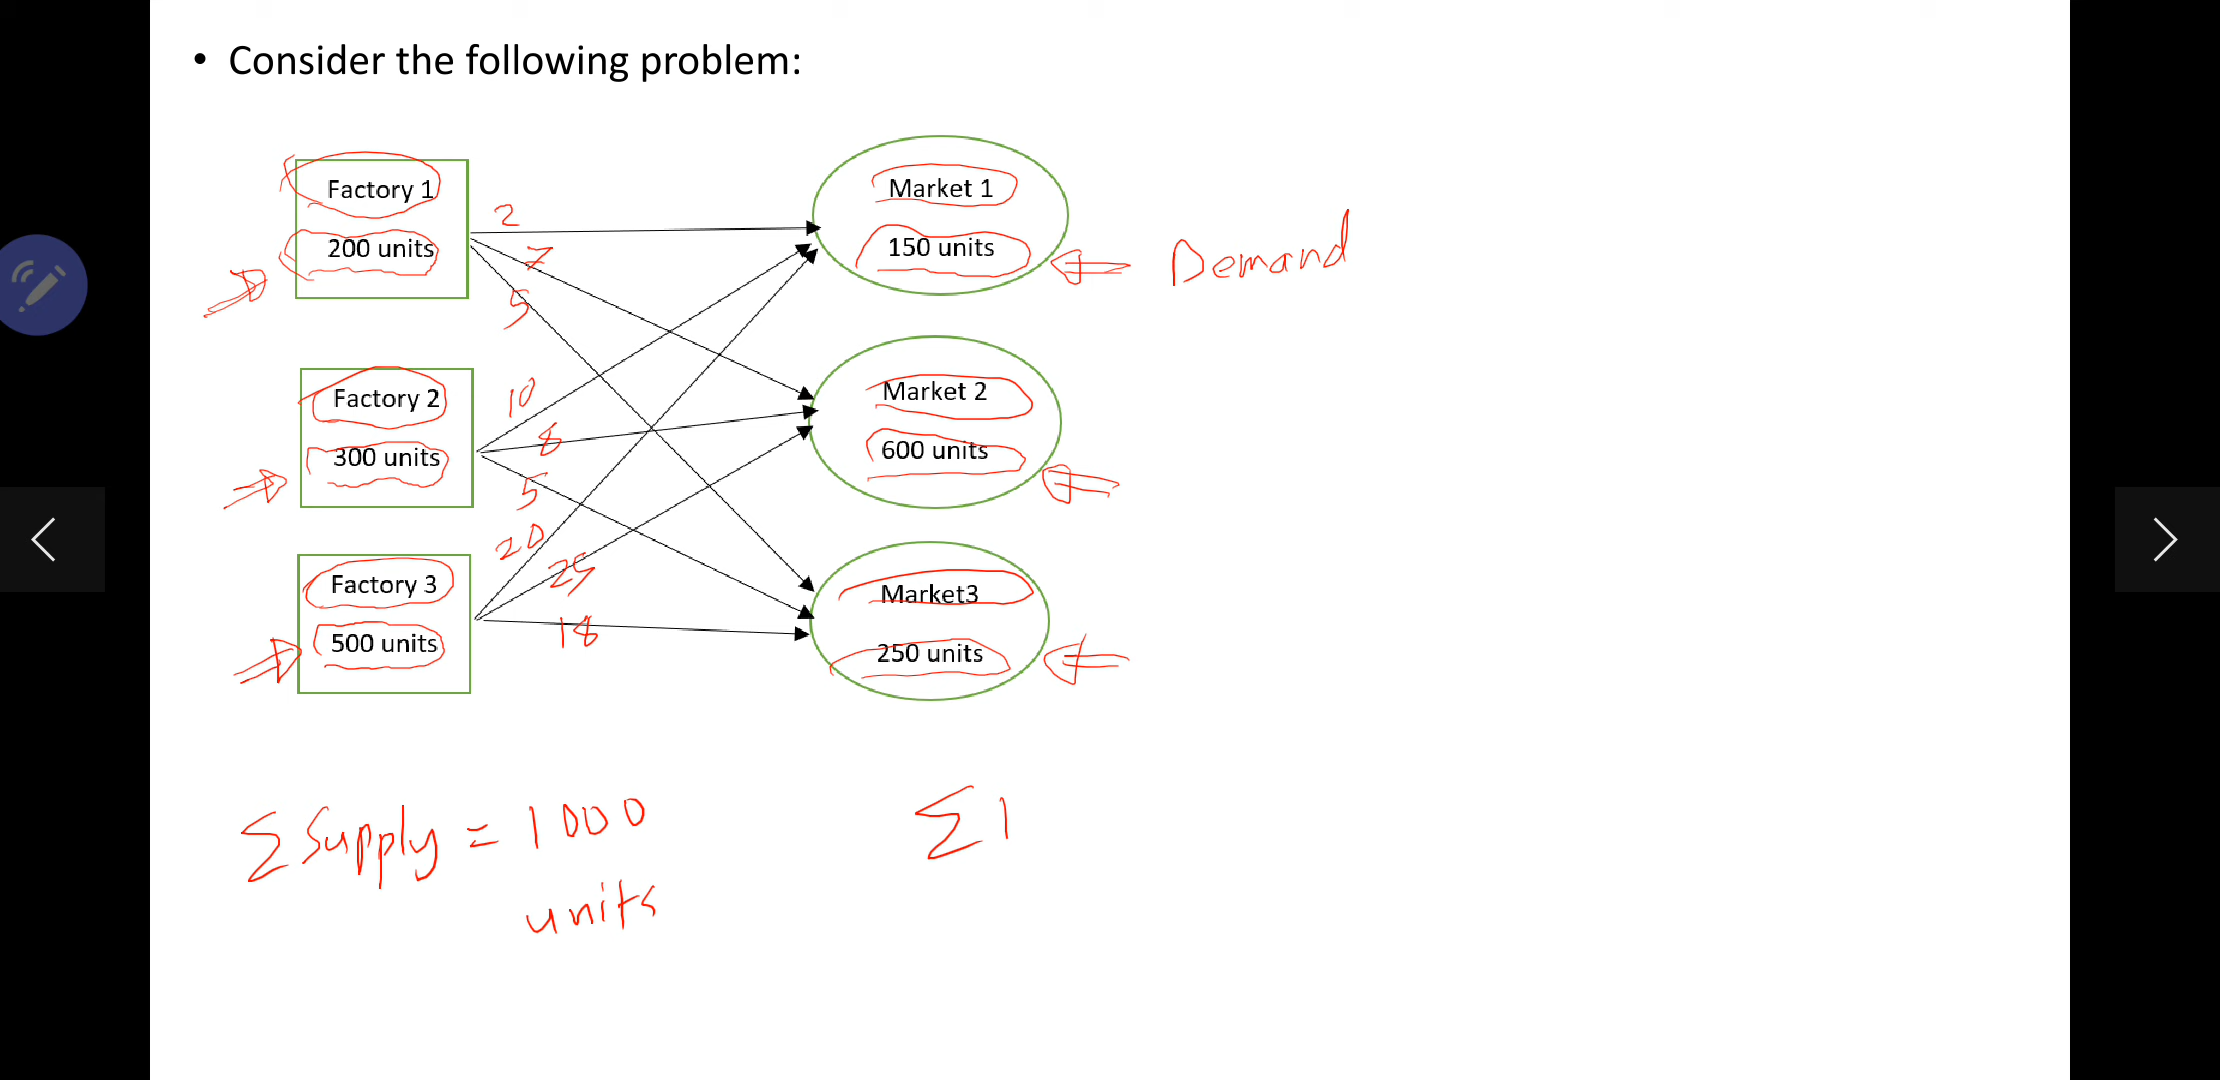 • Consider the following problem:
Factory 1
200 units
2
7
5
Market 1
150 units
Demand
Factory 2
300 units
10
8
5
Market 2
600 units
Factory 3
500 units
20
25
18
Market3
250 units
Σ Supply = 1000
units
Σ